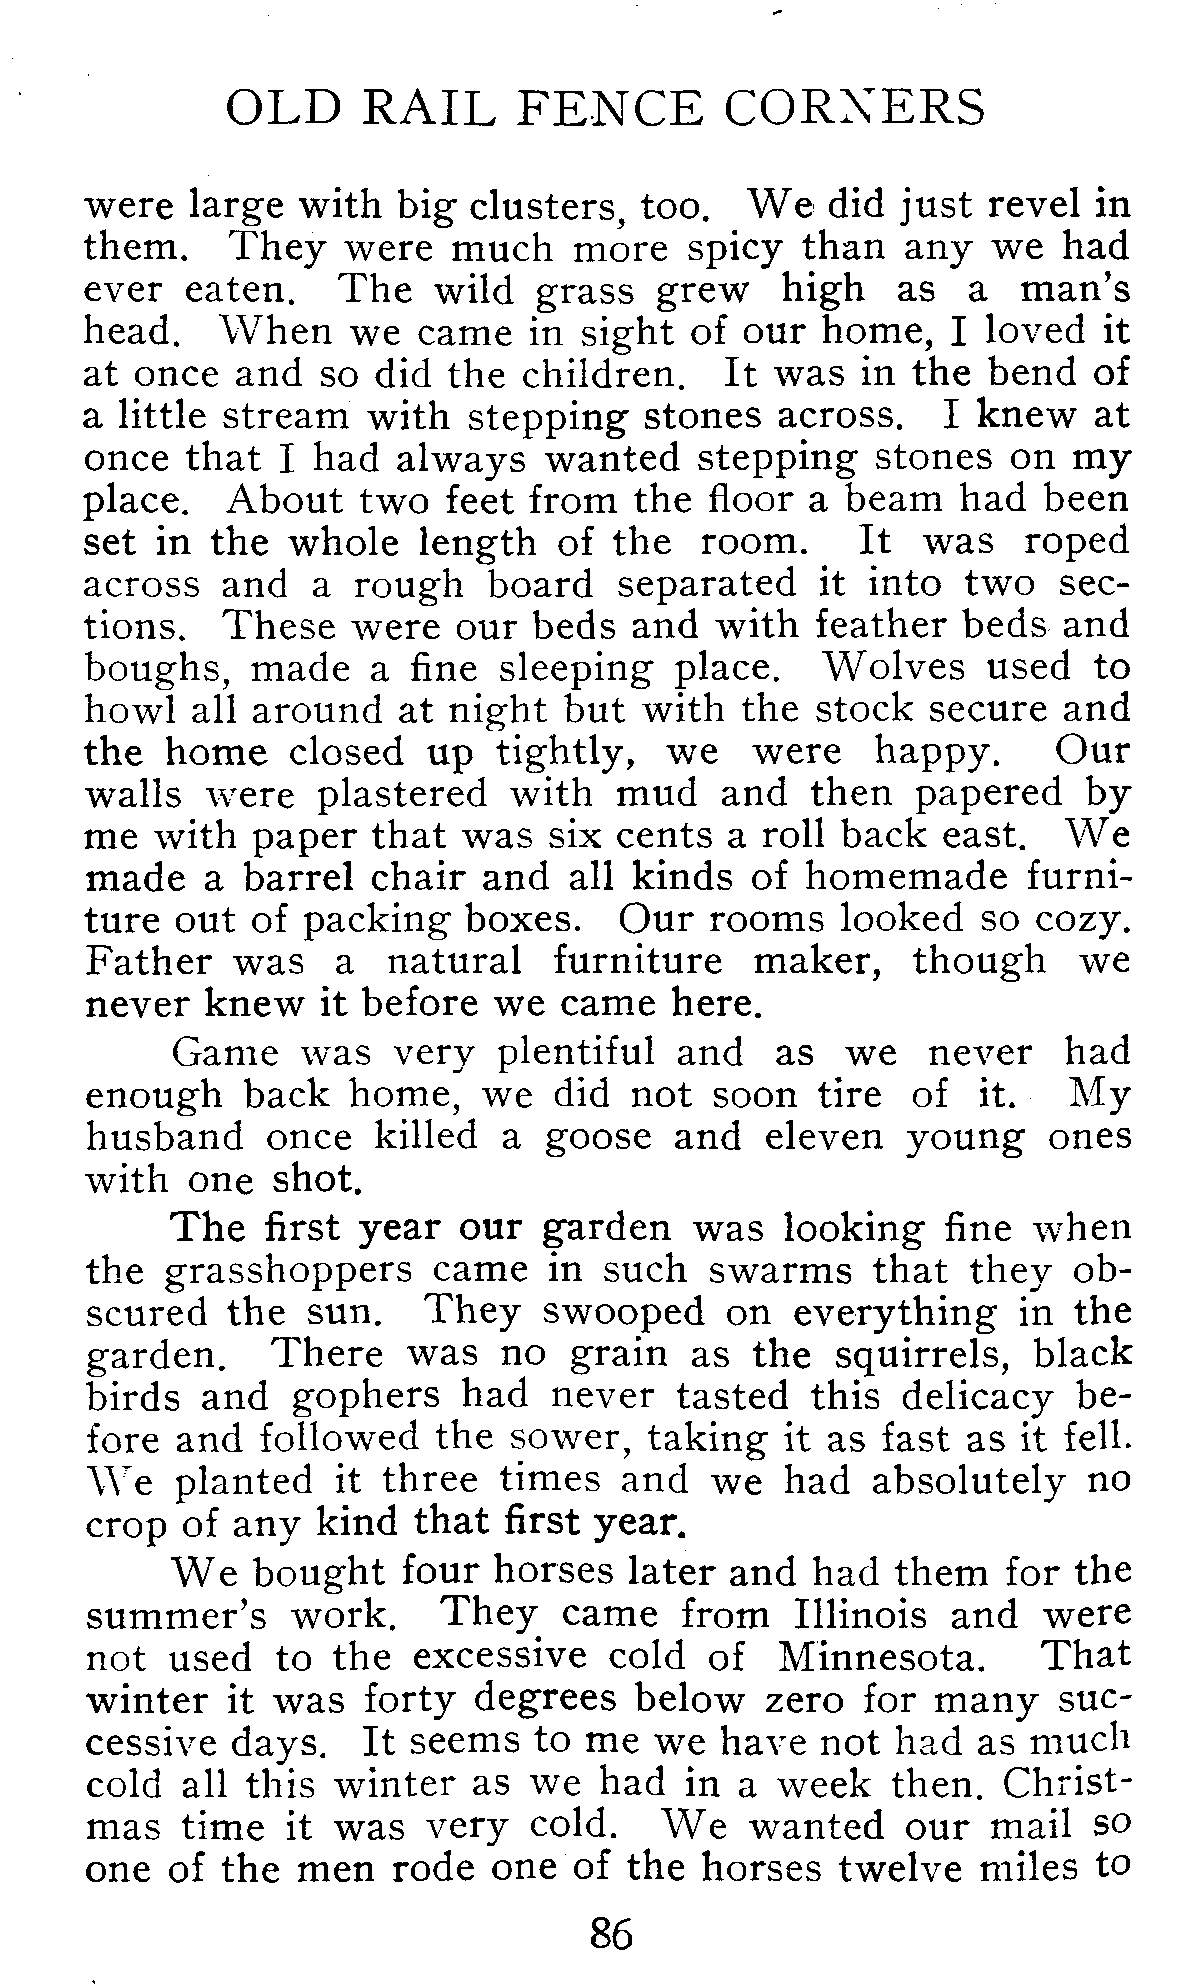 OLD RAIL FENCE CORNERS
were large with big clusters, too. We did just revel in
them. They were much more spicy than any we had
ever eaten. The wild grass grew high as a man's
head. When we came in sight of our home, I loved it
at once and so did the children. It was in the bend of
a little stream with stepping stones across. I knew at
once that I had always wanted stepping stones on my
place. About two feet from the floor a beam had been
set in the whole length of the room. It was roped
across and a rough board separated it into two sec-
tions. These were our beds and with feather beds and
boughs, made a fine sleeping place. Wolves used to
howl all around at night but with the stock secure and
the home closed up tightly, we were happy. Our
walls were plastered with mud and then papered by
me with paper that was six cents a roll back east. We
made a barrel chair and all kinds of homemade furni-
ture out of packing boxes. Our rooms looked so cozy.
Father was a natural furniture maker, though we
never knew it before we came here.
Game was very plentiful and as we never had
enough back home, we did not soon tire of it. My
husband once killed a goose and eleven young ones
with one shot.
The first year our garden was looking fine when
the grasshoppers came in such swarms that they ob-
scured the sun. They swooped on everything in the
garden. There was no grain as the squirrels, black
birds and gophers had never tasted this delicacy be-
fore and followed the sower, taking it as fast as it fell.
We planted it three times and we had absolutely no
crop of any kind that first year.
We bought four horses later and had them for the
summer's work. They came from Illinois and were
not used to the excessive cold of Minnesota. That
winter it was forty degrees below zero for many suc-
cessive days. It seems to me we have not had as much
cold all this winter as we had in a week then. Christ-
mas time it was very cold. We wanted our mail so
one of the men rode one of the horses twelve miles to
86